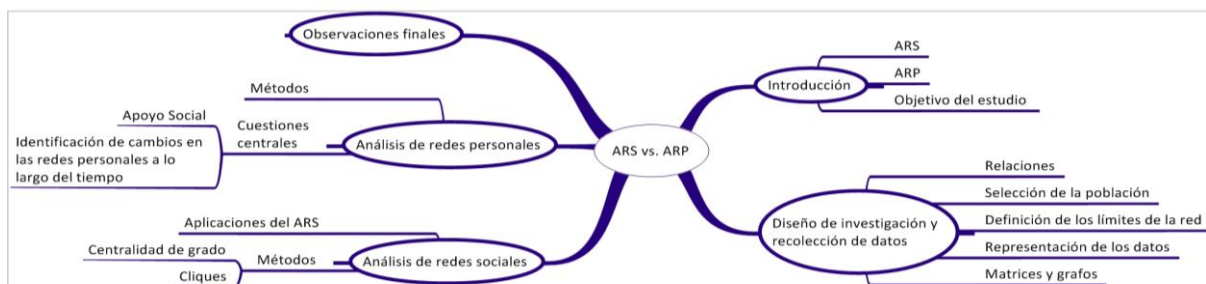 Observaciones finales
Métodos
Apoyo Social
Cuestiones
centrales
Identificación de cambios en
las redes personales a lo
largo del tiempo
Análisis de redes personales
Aplicaciones del ARS
Centralidad de grado
Métodos
Cliques
Análisis de redes sociales
ARS vs. ARP
ARS
Introducción
ARP
Objetivo del estudio
Relaciones
Selección de la población
Diseño de investigación y
recolección de datos
Definición de los límites de la red
Representación de los datos
Matrices y grafos